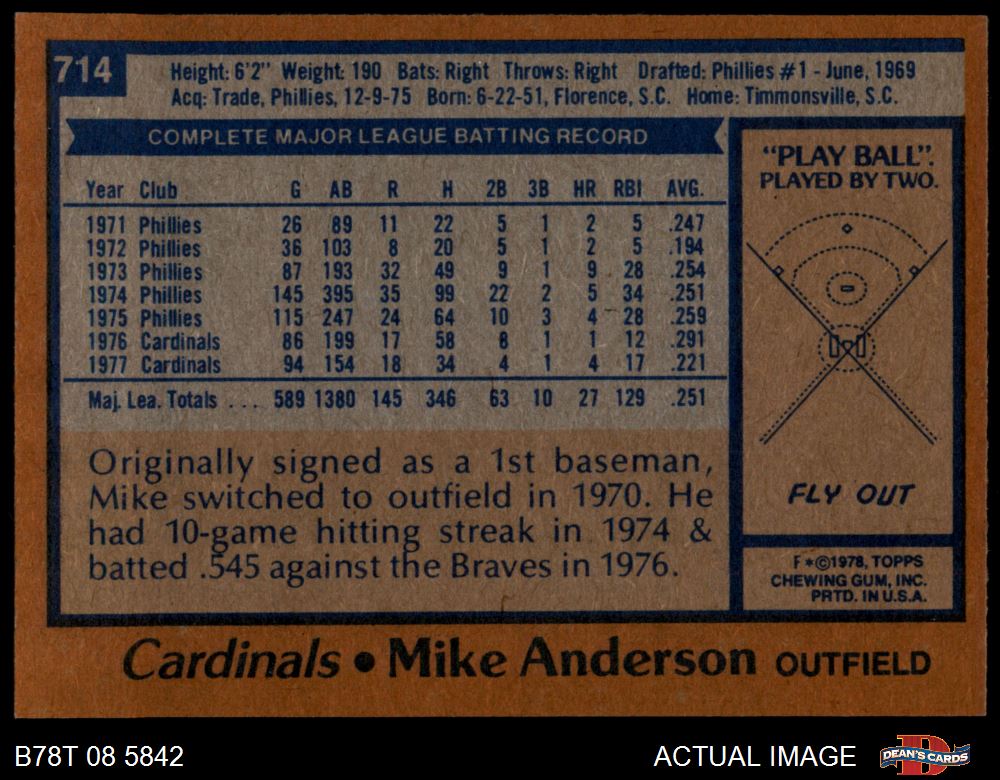 714
Height: 6'2" Weight: 190 Bats: Right Throws: Right Drafted: Phillies #1 - June, 1969
Acq: Trade, Phillies, 12-9-75 Born: 6-22-51, Florence, S.C. Home: Timmonsville, S.C.
COMPLETE MAJOR LEAGUE BATTING RECORD
Year Club G AB R H 2B 3B HR RBI AVG.
1971 Phillies 26 89 11 22 5 1 2 5 .247
1972 Phillies 36 103 8 20 5 1 2 5 .194
1973 Phillies 87 193 32 49 9 1 9 28 .254
1974 Phillies 145 395 35 99 22 2 5 34 .251
1975 Phillies 115 247 24 64 10 3 4 28 .259
1976 Cardinals 86 199 17 58 8 1 1 12 .291
1977 Cardinals 94 154 18 34 4 1 4 17 .221
Maj. Lea. Totals ... 589 1380 145 346 63 10 27 129 .251
Originally signed as a 1st baseman,
Mike switched to outfield in 1970. He
had 10-game hitting streak in 1974 &
batted .545 against the Braves in 1976.
"PLAY BALL".
PLAYED BY TWO.
FLY OUT
F*©1978, TOPPS
CHEWING GUM, INC.
PRTD. IN U.S.A.
Cardinals • Mike Anderson OUTFIELD
B78T 08 5842
ACTUAL IMAGE
D
DEAN'S CARDS